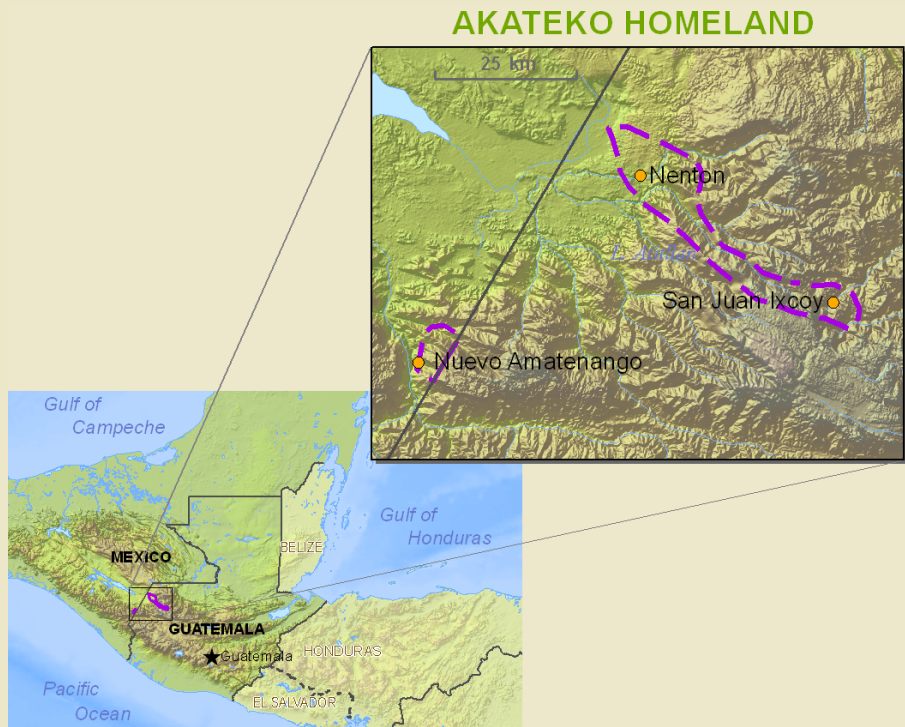 AKATEKO HOMELAND
25 km
Nenton
San Juan Ixcoy
Nuevo Amatenango
Gulf of
Campeche
Gulf of
Honduras
BELIZE
MEXICO
GUATEMALA
Guatemala
HONDURAS
EL SALVADOR
Pacific
Ocean